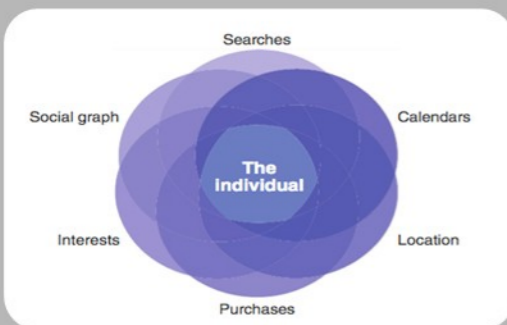 Searches
Social graph
Calendars
The
individual
Interests
Location
Purchases